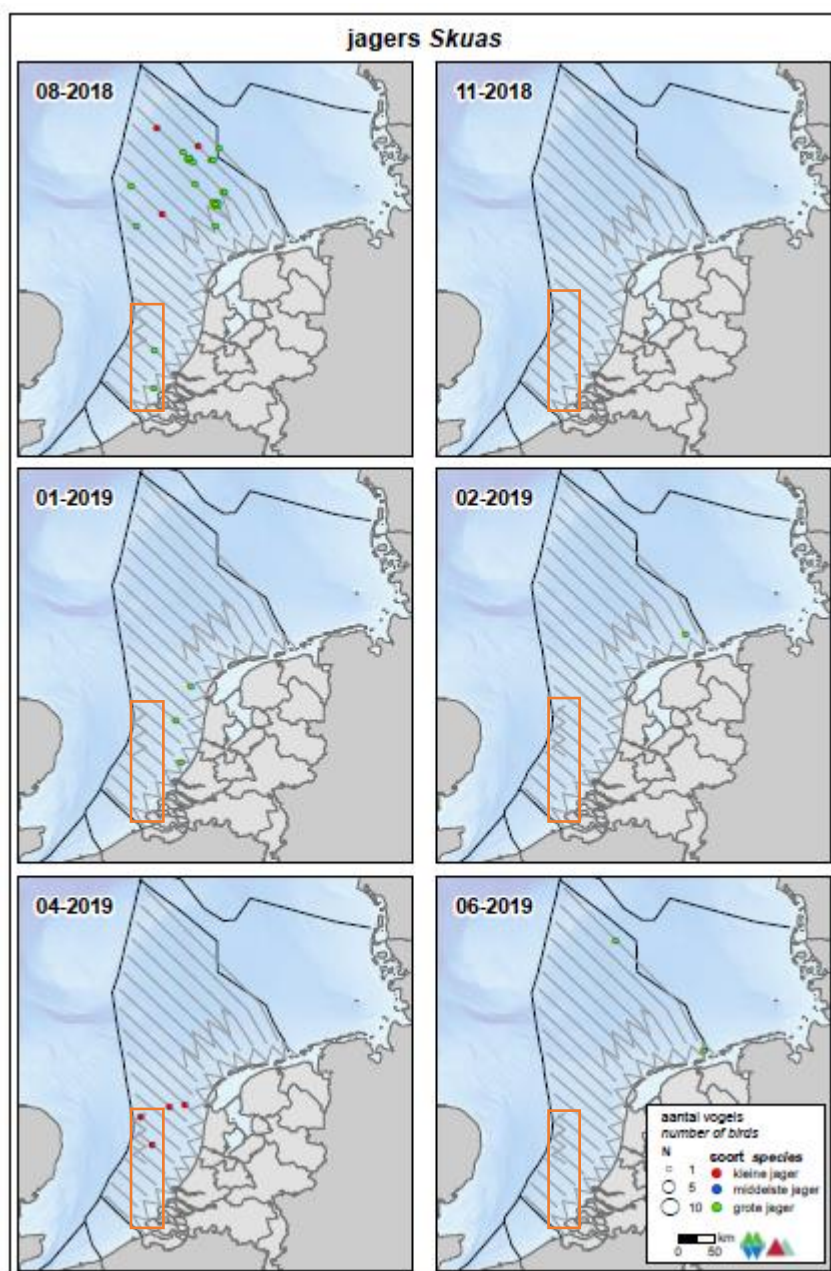 jagers Skuas
08-2018
11-2018
01-2019
02-2019
04-2019
06-2019
aantal vogels
number of birds
N
soort species
1
kleine jager
5
middelste jager
10
grote jager
km
0 50